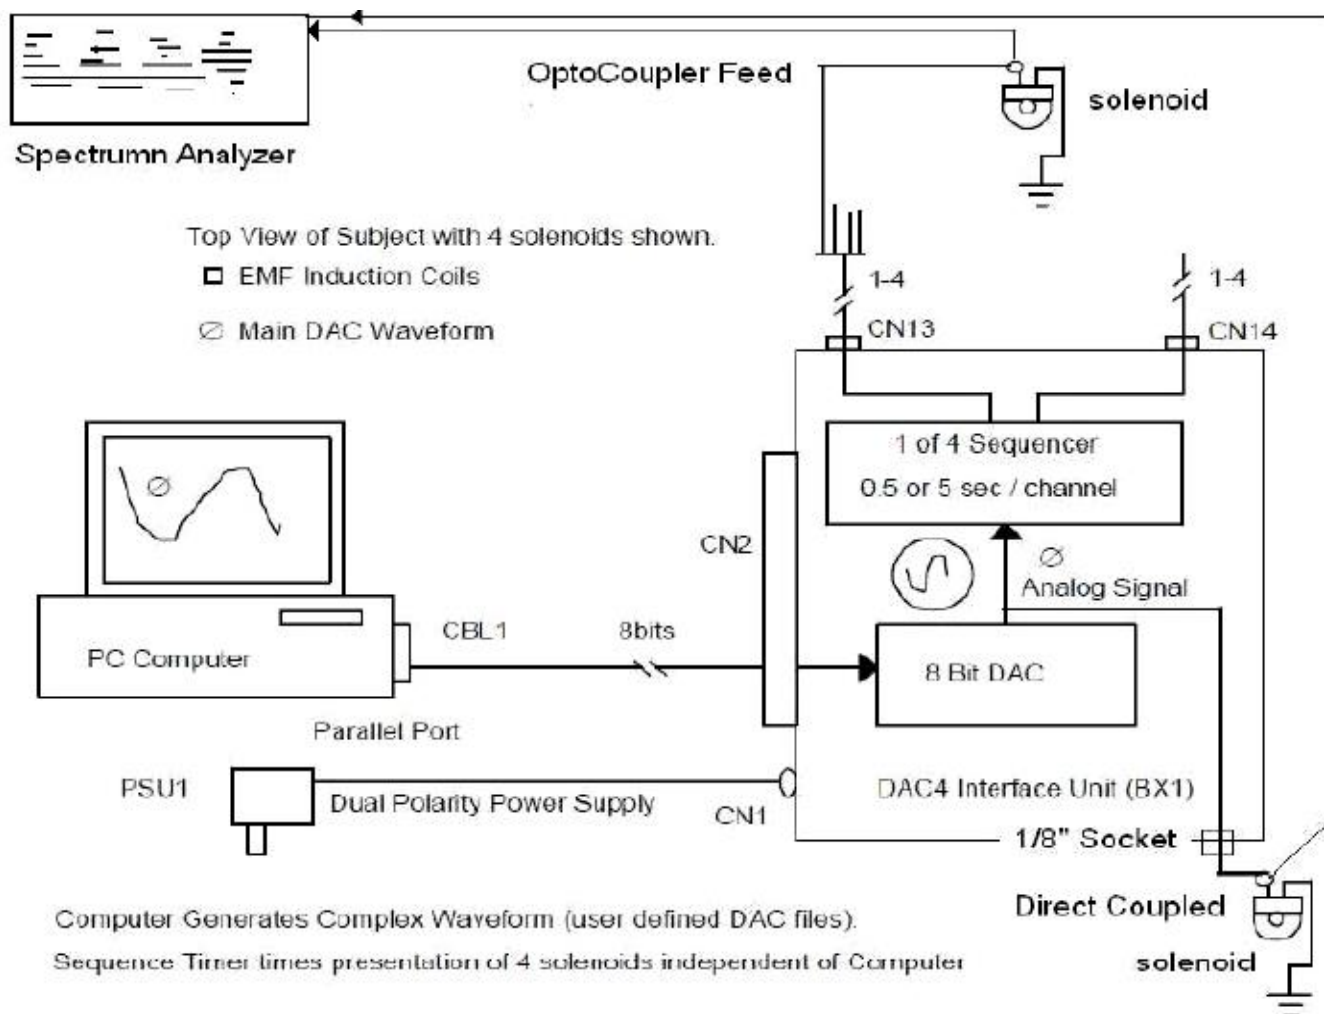 OptoCoupler Feed
solenoid
Spectrumn Analyzer
Top View of Subject with 4 solenoids shown.
EMF Induction Coils
∅ Main DAC Waveform
1-4
1-4
CN13
CN14
1 of 4 Sequencer
0.5 or 5 sec / channel
∅
CN2
∅
Analog Signal
CBL1
8bits
PC Computer
8 Bit DAC
Parallel Port
PSU1
Dual Polarity Power Supply
CN1
DAC4 Interface Unit (BX1)
1/8" Socket
Direct Coupled
solenoid
Computer Generates Complex Waveform (user defined DAC files).
Sequence Timer times presentation of 4 solenoids independent of Computer